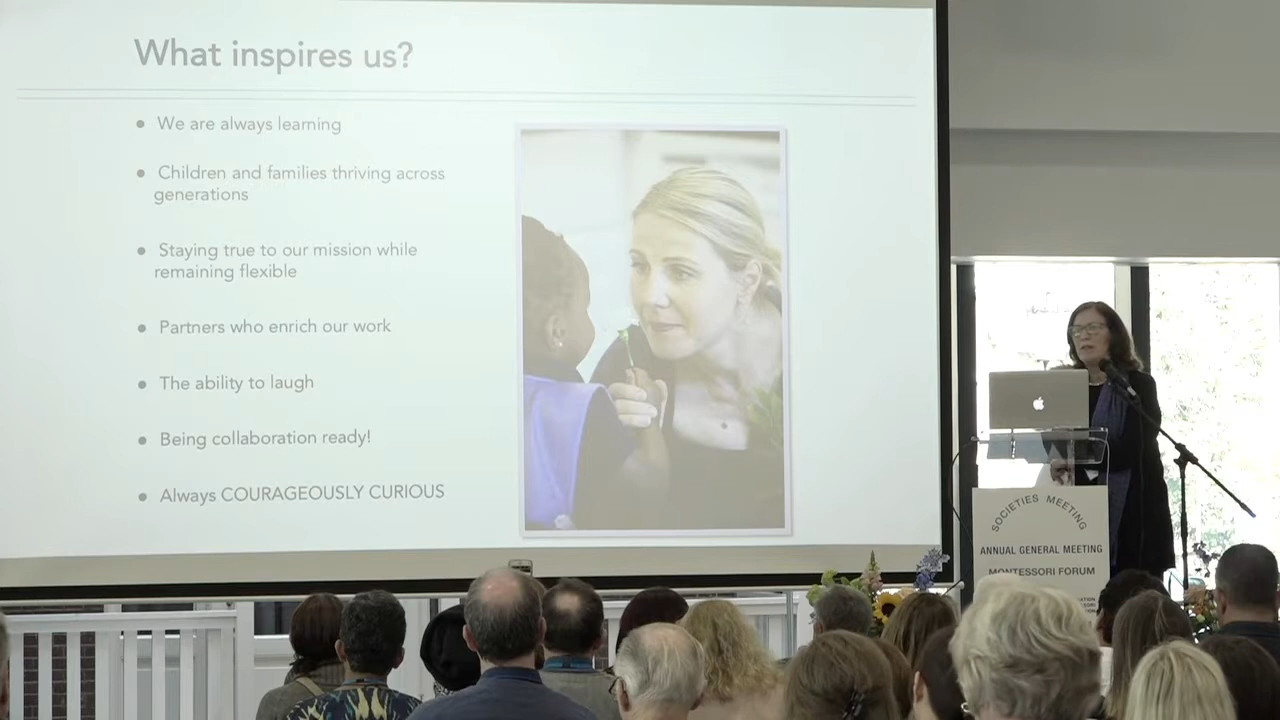 What inspires us?
• We are always learning
• Children and families thriving across
generations
• Staying true to our mission while
remaining flexible
• Partners who enrich our work
• The ability to laugh
• Being collaboration ready!
• Always COURAGEOUSLY CURIOUS
SOCIETIES MEETING
ANNUAL GENERAL MEETING
MONTESSORI FORUM